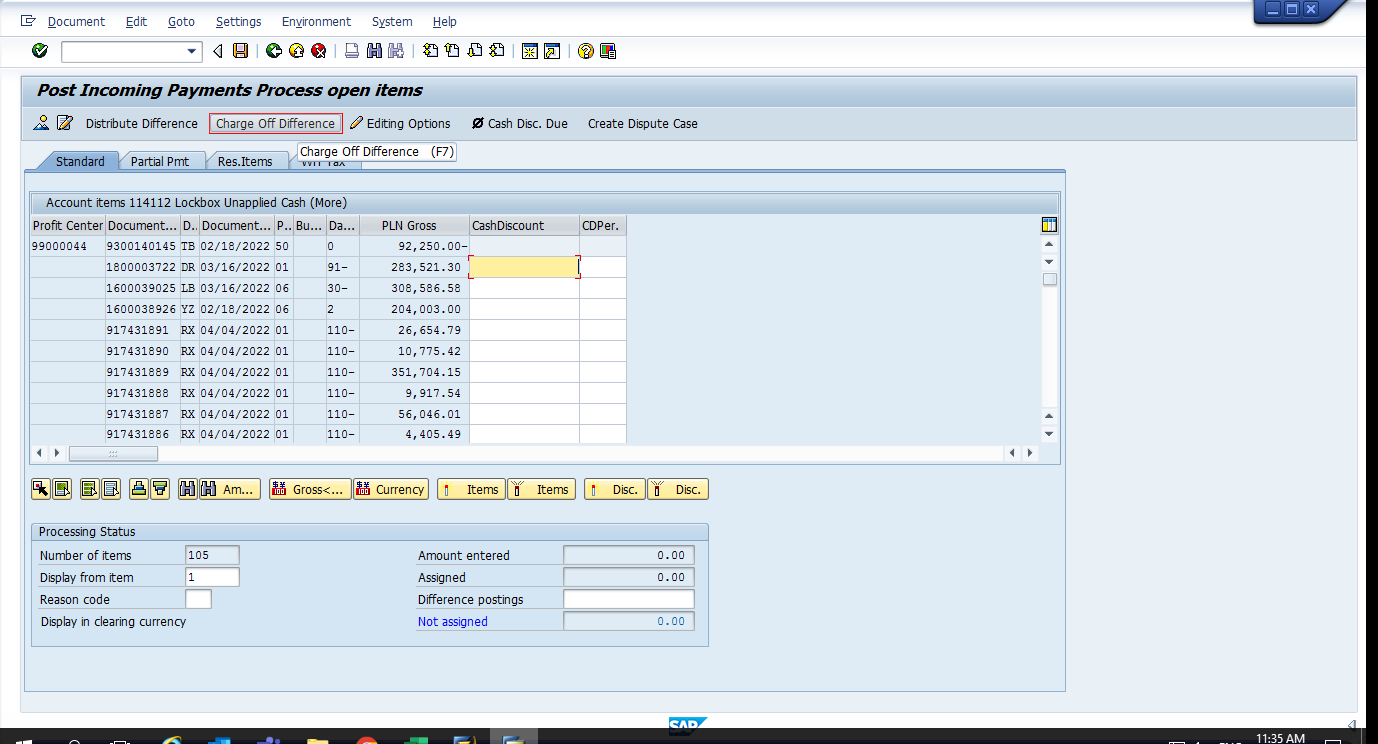 Document Edit Goto Settings Environment System Help
Post Incoming Payments Process open items
Distribute Difference Charge Off Difference Editing Options Cash Disc. Due Create Dispute Case
Charge Off Difference (F7)
Standard Partial Pmt Res.Items
Account items 114112 Lockbox Unapplied Cash (More)
Profit Center Document... D.. Document... P.. Bu... Da... PLN Gross CashDiscount CDPer.
99000044 9300140145 TB 02/18/2022 50 0 92,250.00-
1800003722 DR 03/16/2022 01 91- 283,521.30
1600039025 LB 03/16/2022 06 30- 308,586.58
1600038926 YZ 02/18/2022 06 2 204,003.00
917431891 RX 04/04/2022 01 110- 26,654.79
917431890 RX 04/04/2022 01 110- 10,775.42
917431889 RX 04/04/2022 01 110- 351,704.15
917431888 RX 04/04/2022 01 110- 9,917.54
917431887 RX 04/04/2022 01 110- 56,046.01
917431886 RX 04/04/2022 01 110- 4,405.49
Am... Gross<... Currency Items Items Disc. Disc.
Processing Status
Number of items 105 Amount entered 0.00
Display from item 1 Assigned 0.00
Reason code Difference postings
Display in clearing currency Not assigned 0.00
SAP
11:35 AM